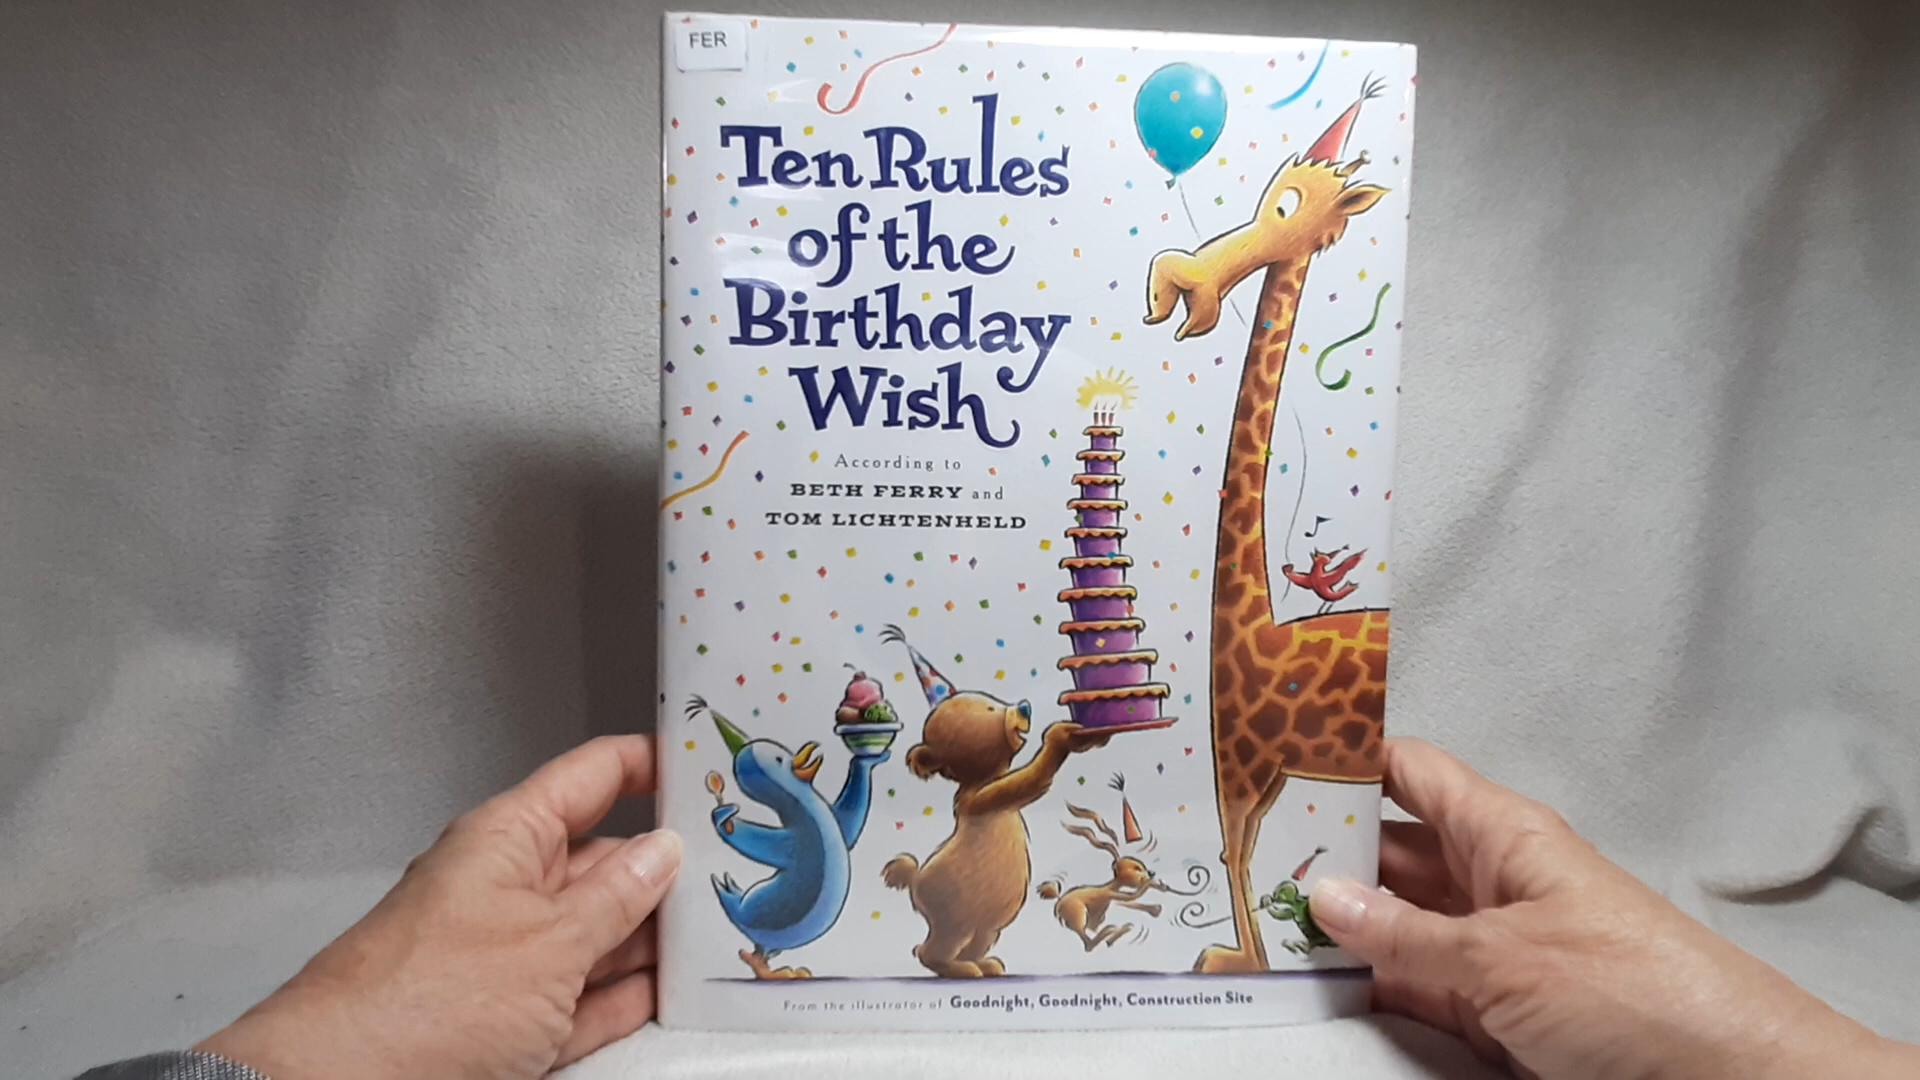 FER
Ten Rules
of the
Birthday
Wish
According to
BETH FERRY and
TOM LICHTENHELD
From the illustrator of Goodnight, Goodnight, Construction Site